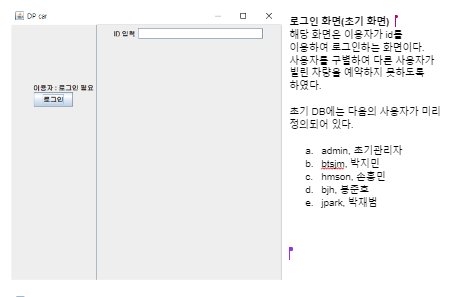 DP car
ID 입력
이용자 : 로그인 필요
로그인
로그인 화면(초기 화면)
해당 화면은 이용자가 id를
이용하여 로그인하는 화면이다.
사용자를 구별하여 다른 사용자가
빌린 차량을 예약하지 못하도록
하였다.
초기 DB에는 다음의 사용자가 미리
정의되어 있다.
a. admin, 초기관리자
b. btsjm, 박지민
c. hmson, 손흥민
d. bjh, 봉준호
e. jpark, 박재범